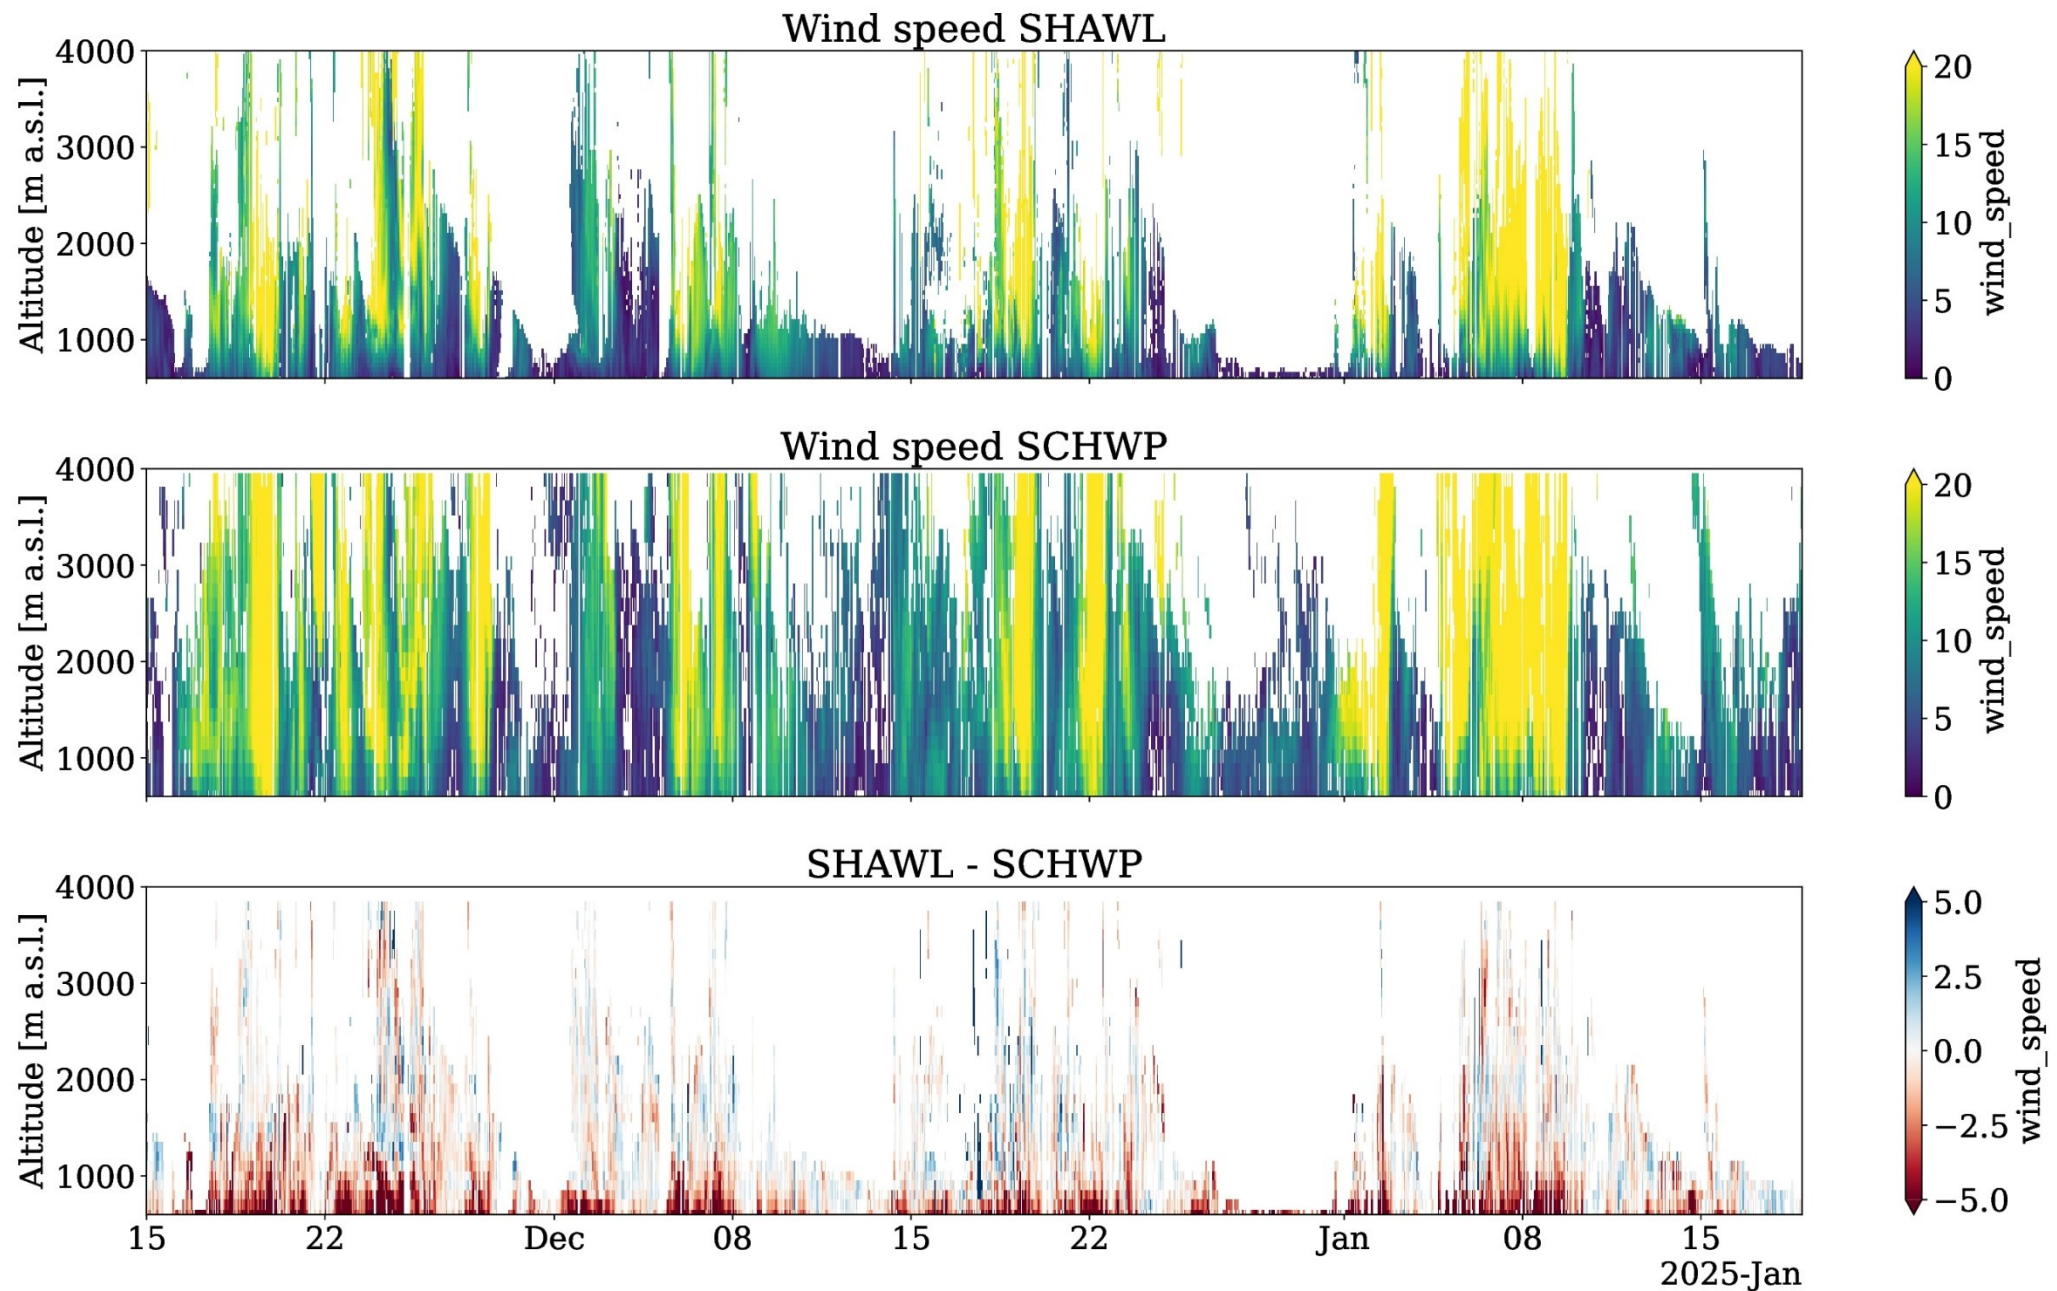 Wind speed SHAWL
4000
3000
2000
1000
Altitude [m a.s.l.]
20
15
10
5
0
wind_speed
Wind speed SCHWP
4000
3000
2000
1000
Altitude [m a.s.l.]
20
15
10
5
0
wind_speed
SHAWL - SCHWP
4000
3000
2000
1000
Altitude [m a.s.l.]
5.0
2.5
0.0
−2.5
−5.0
wind_speed
15 22 Dec 08 15 22 Jan 08 15
2025-Jan